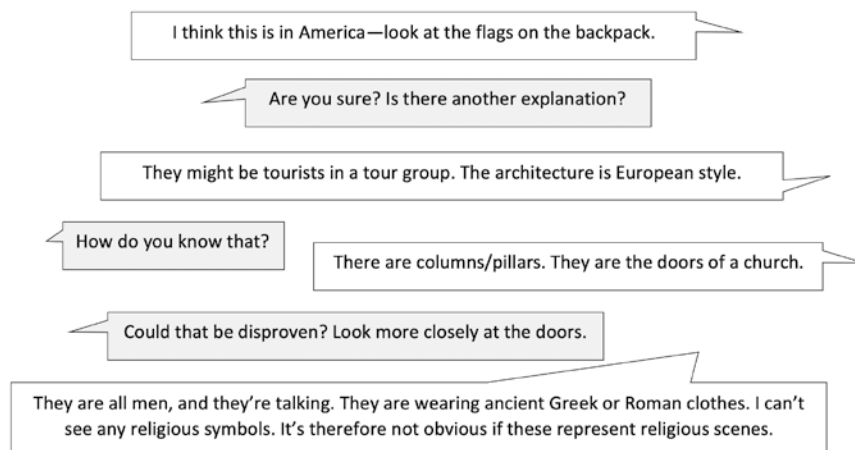 I think this is in America—look at the flags on the backpack.
Are you sure? Is there another explanation?
They might be tourists in a tour group. The architecture is European style.
How do you know that?
There are columns/pillars. They are the doors of a church.
Could that be disproven? Look more closely at the doors.
They are all men, and they’re talking. They are wearing ancient Greek or Roman clothes. I can’t
see any religious symbols. It’s therefore not obvious if these represent religious scenes.